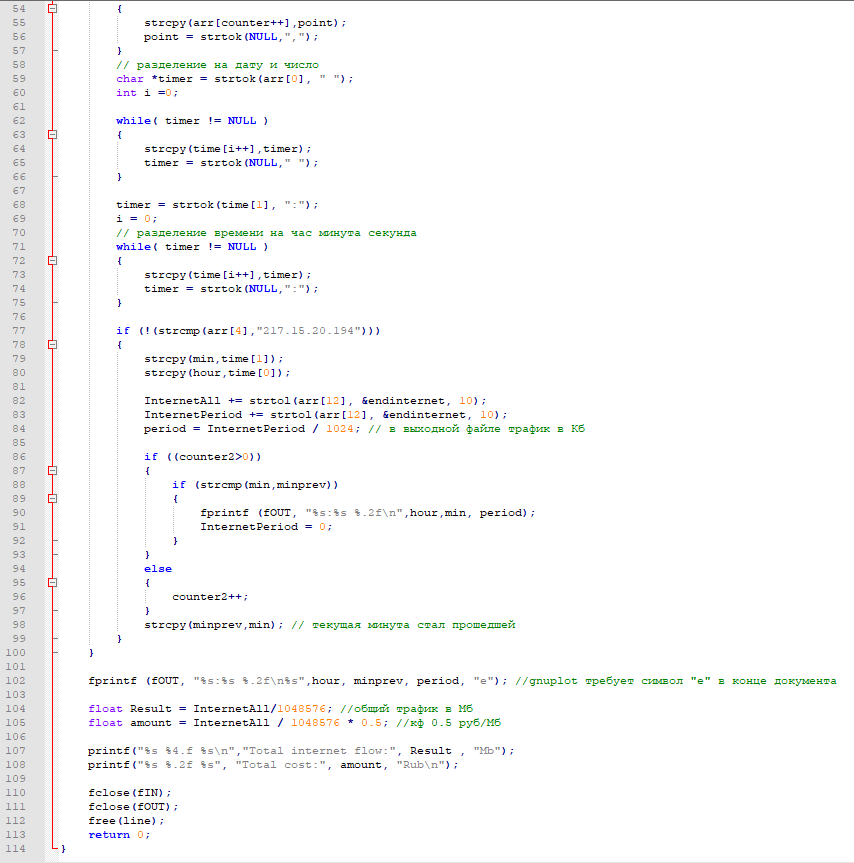 54 {
55 strcpy(arr[counter++],point);
56 point = strtok(NULL,",");
57 }
58 // разделение на дату и число
59 char *timer = strtok(arr[0], " ");
60 int i =0;
61
62 while( timer != NULL )
63 {
64 strcpy(time[i++],timer);
65 timer = strtok(NULL," ");
66 }
67
68 timer = strtok(time[1], ":");
69 i = 0;
70 // разделение времени на час минута секунда
71 while( timer != NULL )
72 {
73 strcpy(time[i++],timer);
74 timer = strtok(NULL,":");
75 }
76
77 if (!(strcmp(arr[4],"217.15.20.194")))
78 {
79 strcpy(min,time[1]);
80 strcpy(hour,time[0]);
81
82 InternetAll += strtol(arr[12], &endinternet, 10);
83 InternetPeriod += strtol(arr[12], &endinternet, 10);
84 period = InternetPeriod / 1024; // в выходной файле трафик в Кб
85
86 if ((counter2>0))
87 {
88 if (strcmp(min,minprev))
89 {
90 fprintf (fOUT, "%s:%s %.2f\n",hour,min, period);
91 InternetPeriod = 0;
92 }
93 }
94 else
95 {
96 counter2++;
97 }
98 strcpy(minprev,min); // текущая минута стал прошедшей
99 }
100 }
101
102 fprintf (fOUT, "%s:%s %.2f\n%s",hour, minprev, period, "e"); //gnuplot требует символ "e" в конце документа
103
104 float Result = InternetAll/1048576; //общий трафик в Мб
105 float amount = InternetAll / 1048576 * 0.5; //кф 0.5 руб/Мб
106
107 printf("%s %4.f %s\n","Total internet flow:", Result , "Mb");
108 printf("%s %.2f %s", "Total cost:", amount, "Rub\n");
109
110 fclose(fIN);
111 fclose(fOUT);
112 free(line);
113 return 0;
114 }